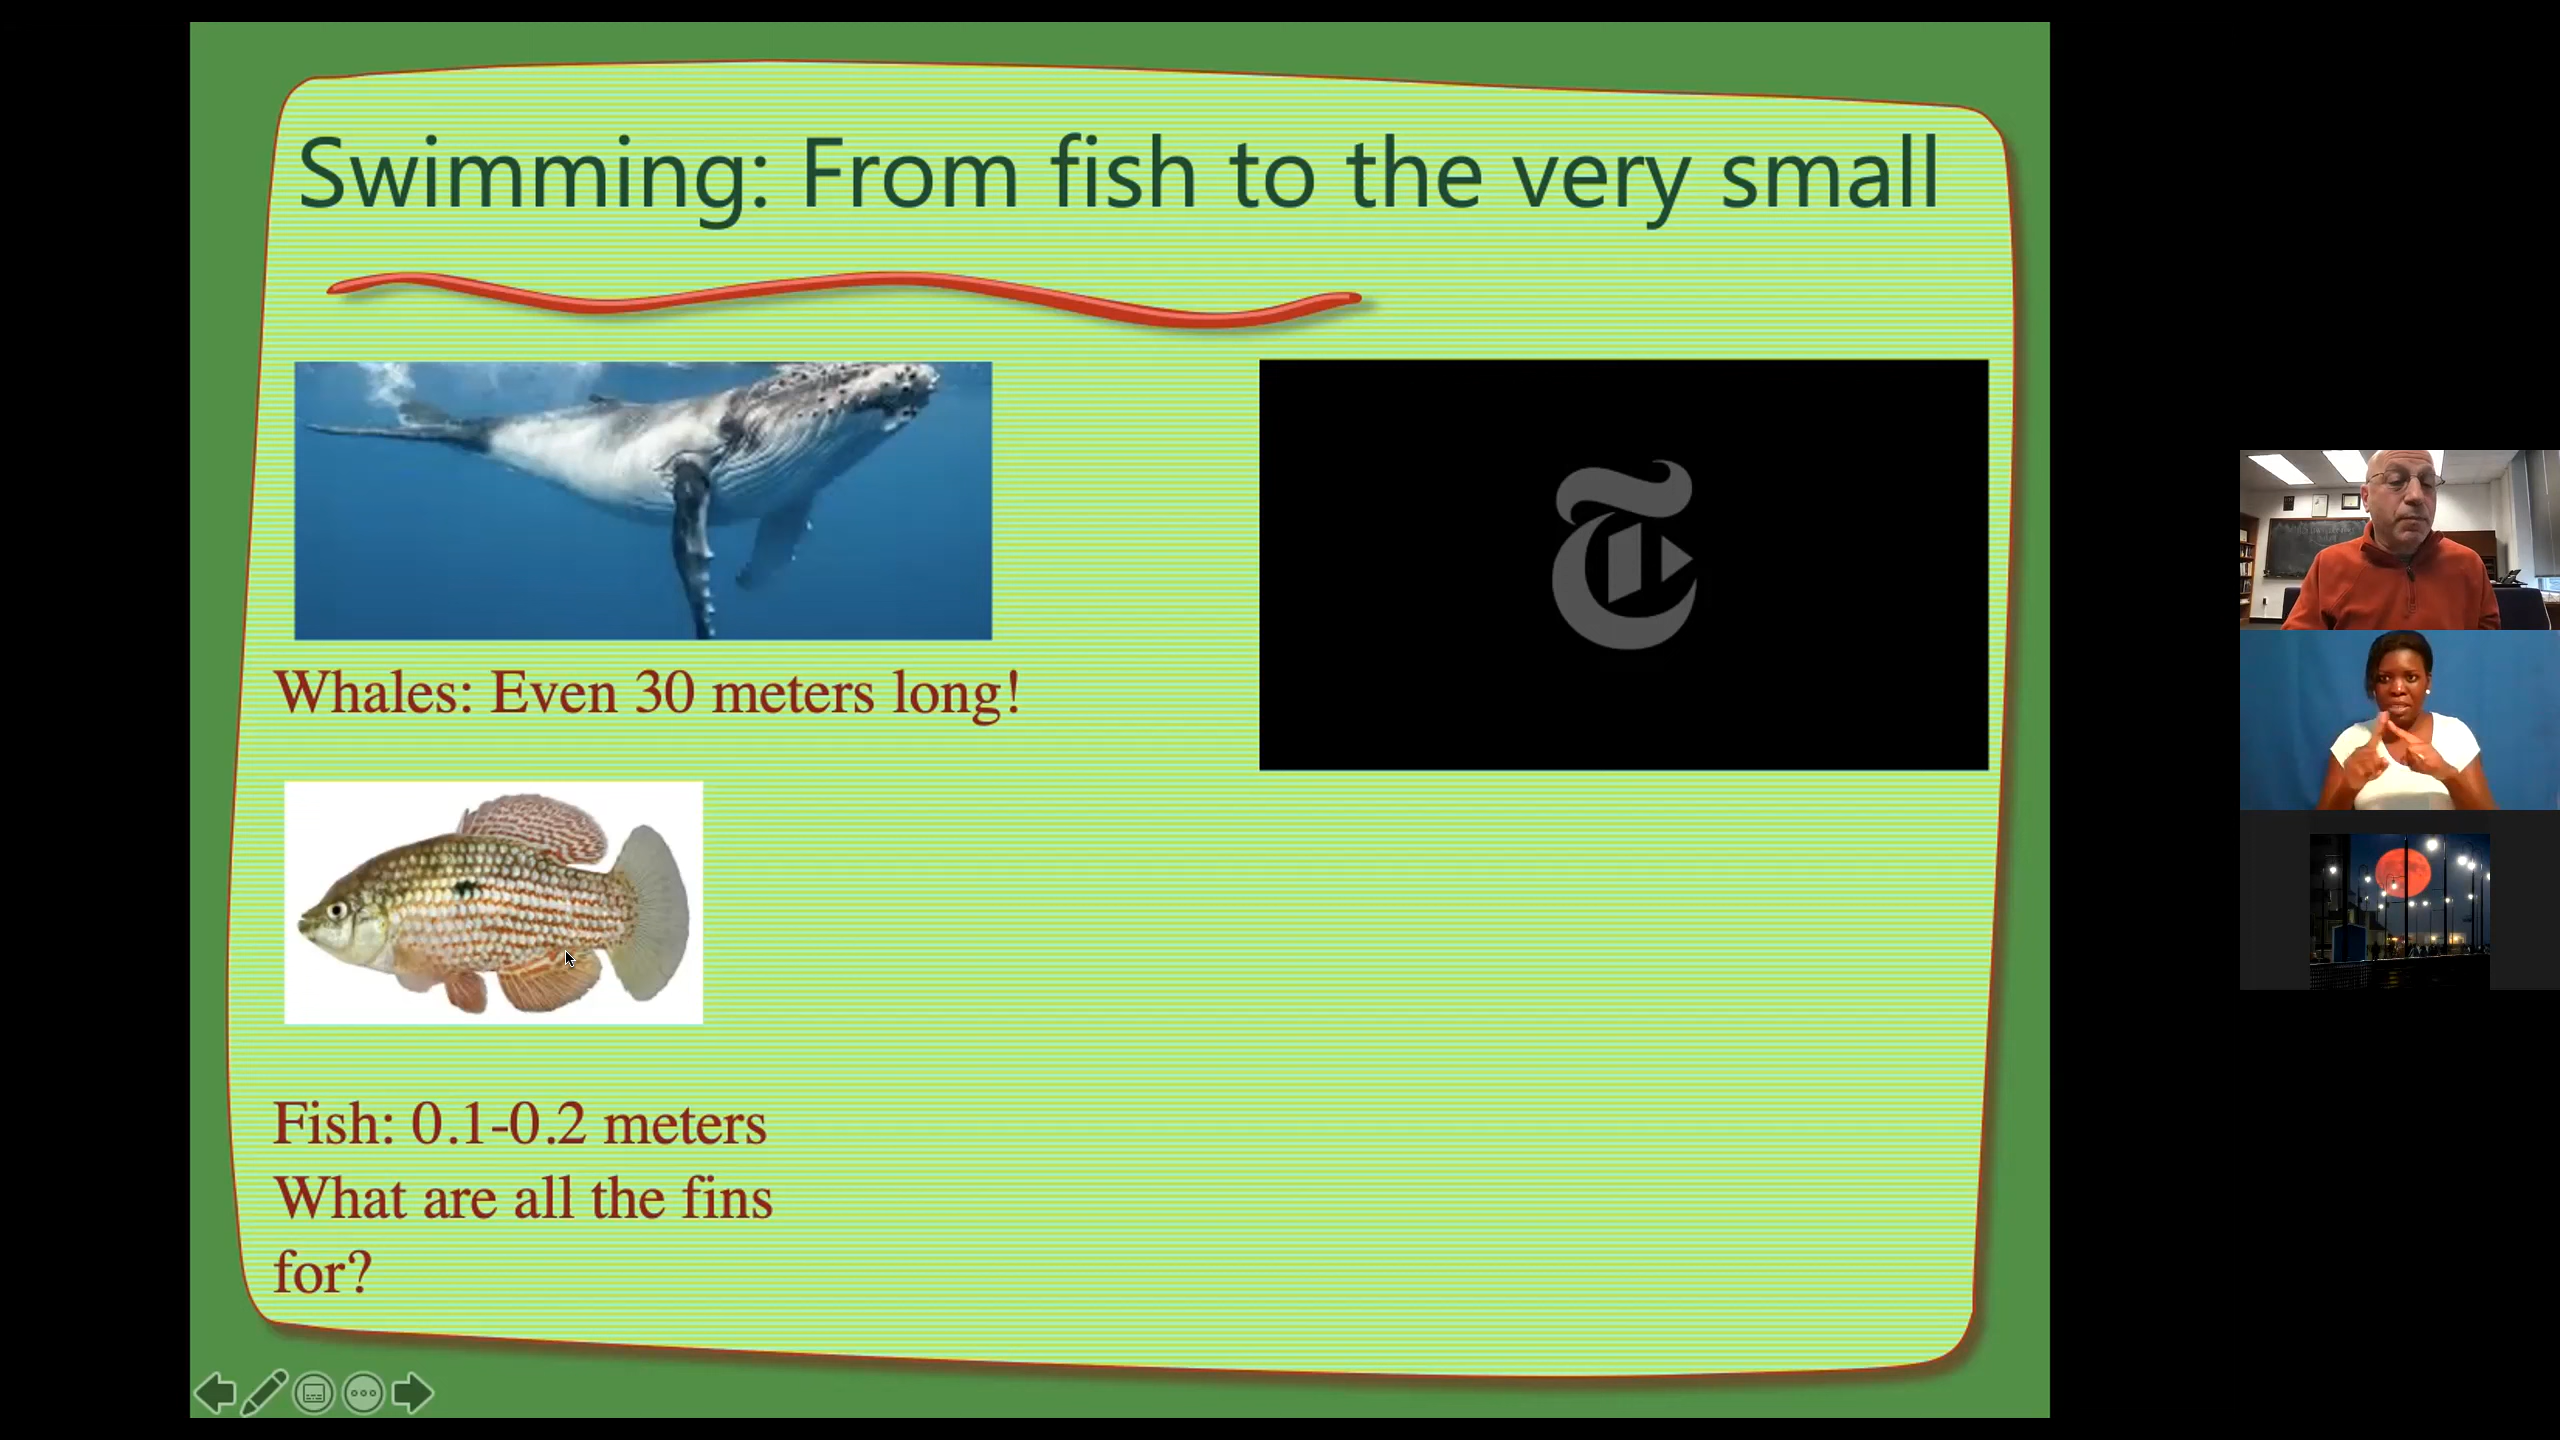 Swimming: From fish to the very small
Whales: Even 30 meters long!
Fish: 0.1-0.2 meters
What are all the fins
for?